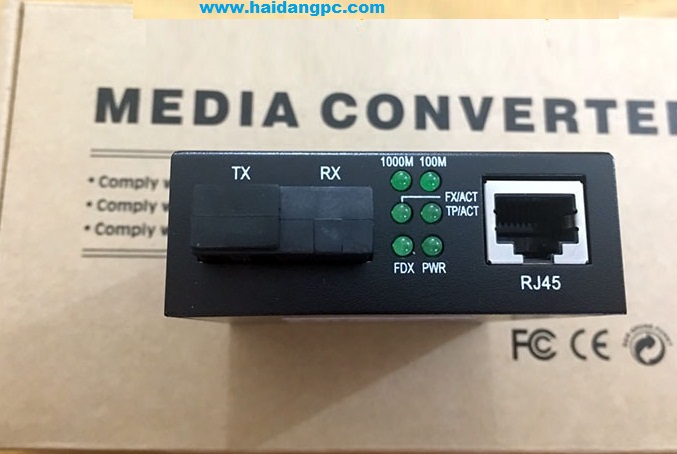 www.haidangpc.com
MEDIA CONVERTE
• Comply
• Comply
• Comply
TX RX
1000M 100M
FX/ACT
TP/ACT
FDX PWR
RJ45
FC CE